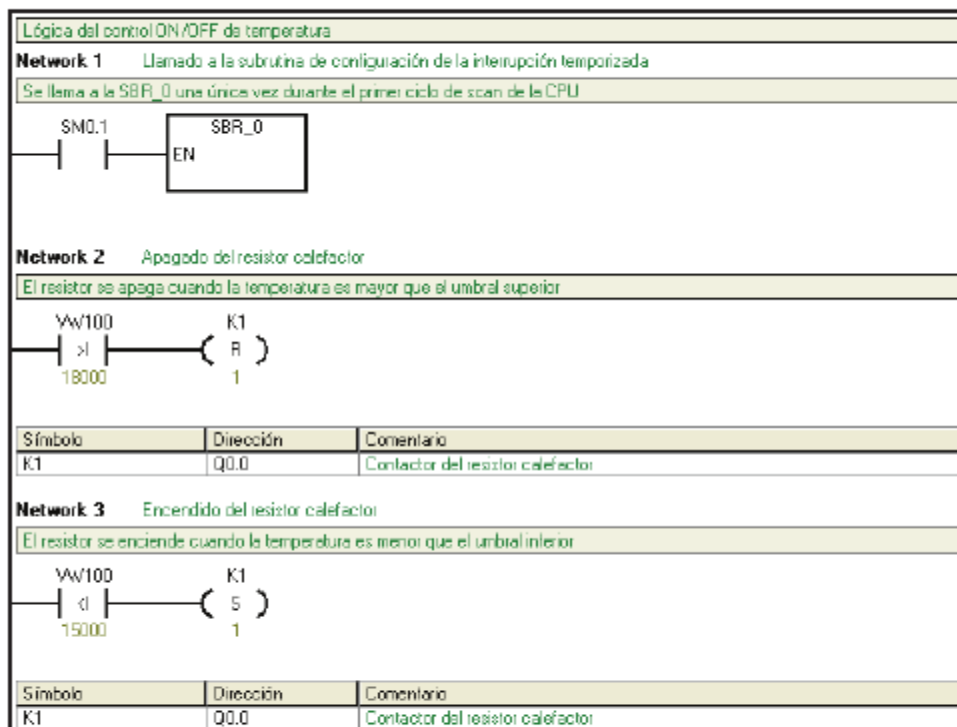 Lógica del control ON/OFF de temperatura
Network 1 Llamado a la subrutina de configuración de la interrupción temporizada
Se llama a la SBR_0 una única vez durante el primer ciclo de scan de la CPU
SM0.1 SBR_0
EN
Network 2 Apagado del resistor calefactor
El resistor se apaga cuando la temperatura es mayor que el umbral superior
VW100 K1
>I R
18000 1
Símbolo Dirección Comentario
K1 Q0.0 Contactor del resistor calefactor
Network 3 Encendido del resistor calefactor
El resistor se enciende cuando la temperatura es menor que el umbral inferior
VW100 K1
<I S
15000 1
Símbolo Dirección Comentario
K1 Q0.0 Contactor del resistor calefactor